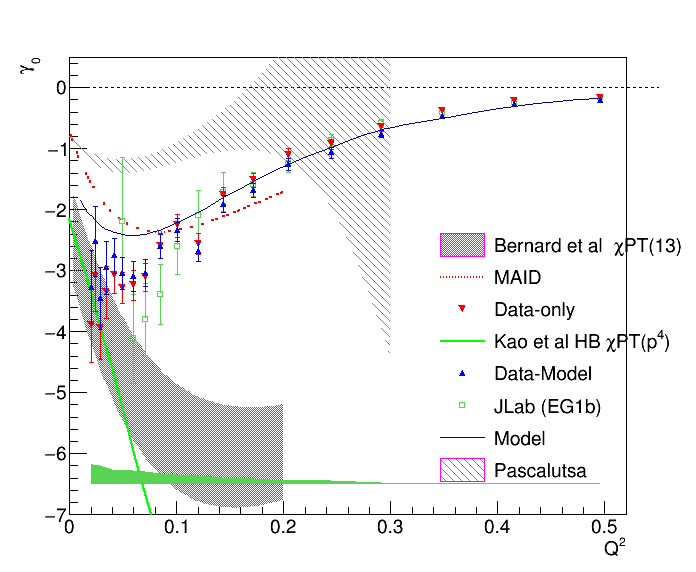 γ₀
0
−1
−2
−3
−4
−5
−6
−7
0
0.1
0.2
0.3
0.4
0.5
Q²
Bernard et al χPT(13)
MAID
Data-only
Kao et al HB χPT(p⁴)
Data-Model
JLab (EG1b)
Model
Pascalutsa